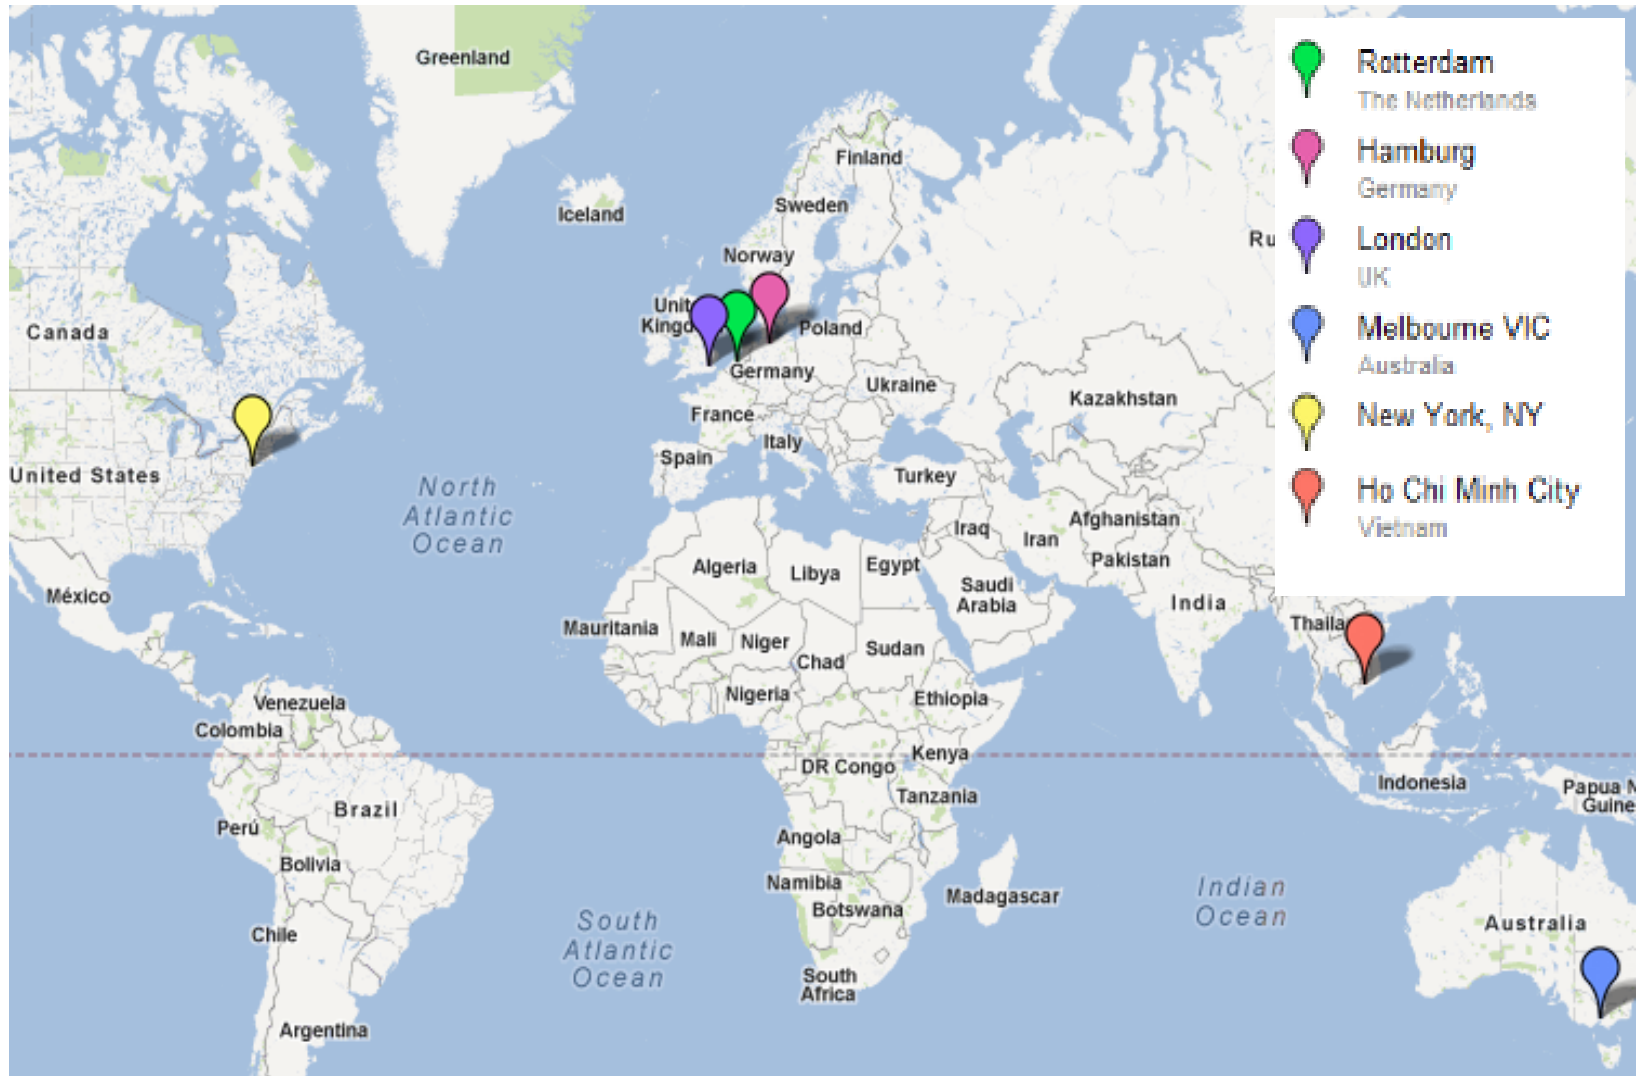 Greenland
Rotterdam
The Netherlands
Hamburg
Germany
London
UK
Melbourne VIC
Australia
New York, NY
Ho Chi Minh City
Vietnam
Finland
Iceland
Sweden
Norway
Ru
Unit
Kingd
Poland
Canada
Germany
Ukraine
Kazakhstan
France
Italy
Spain
United States
Turkey
North
Atlantic
Ocean
Iraq
Iran
Afghanistan
Pakistan
Algeria
Libya
Egypt
Saudi
Arabia
India
México
Mauritania
Mali
Niger
Chad
Sudan
Thaila
Nigeria
Ethiopia
Venezuela
Colombia
Kenya
DR Congo
Tanzania
Indonesia
Papua N
Guine
Brazil
Perú
Angola
Bolivia
Namibia
Botswana
Madagascar
Indian
Ocean
South
Atlantic
Ocean
Australia
Chile
South
Africa
Argentina